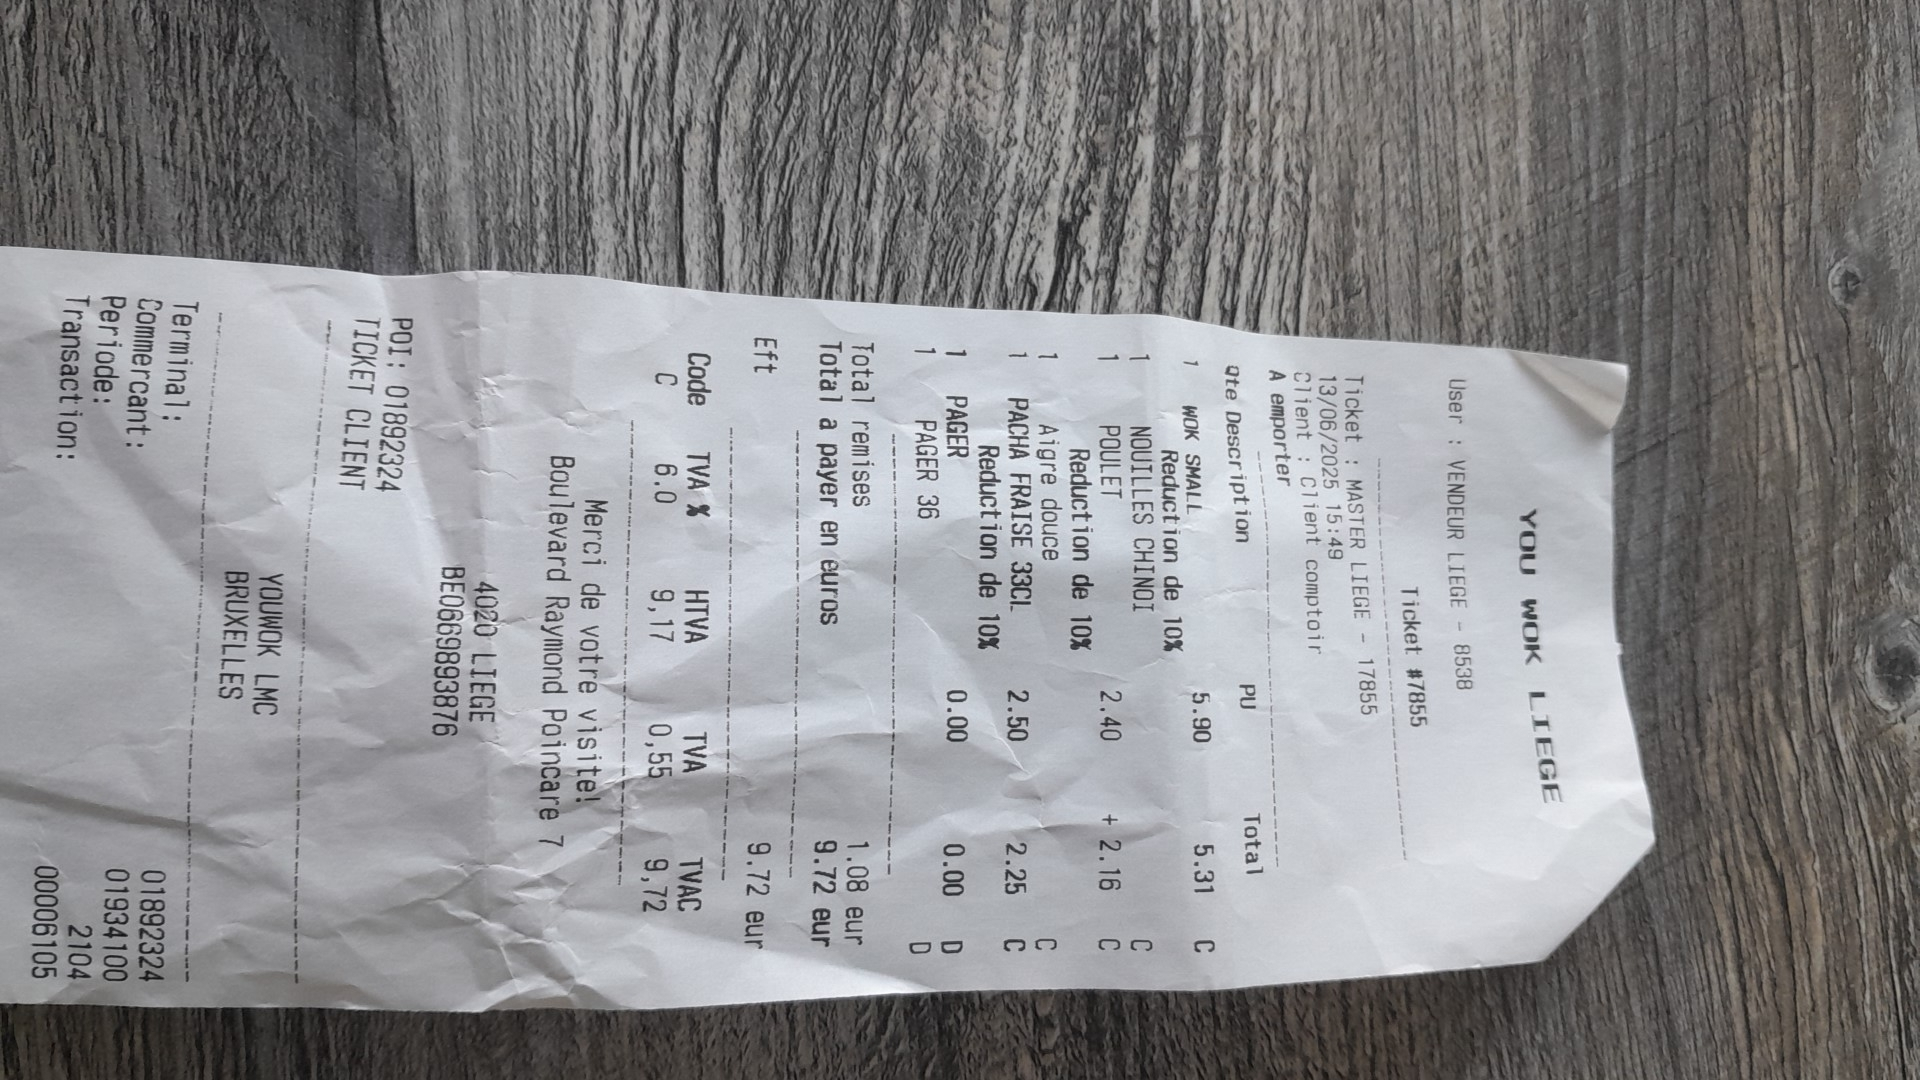 YOU WOK LIEGE
User : VENDEUR LIEGE - 8538
Ticket #7855
Ticket : MASTER LIEGE - 17855
13/06/2025 15:49
Client : Client comptoir
A emporter
Qte Description PU Total
1 WOK SMALL 5.90 5.31 C
Reduction de 10%
1 NOUILLES CHINOI C
1 POULET 2.40 + 2.16 C
Reduction de 10%
1 Aigre douce C
1 PACHA FRAISE 33CL 2.50 2.25 C
Reduction de 10%
1 PAGER 0.00 0.00 D
1 PAGER 36 D
Total remises 1.08 eur
Total a payer en euros 9.72 eur
Eft 9.72 eur
Code TVA % HTVA TVA TVAC
C 6.0 9,17 0,55 9,72
Merci de votre visite!
Boulevard Raymond Poincare 7
4020 LIEGE
BE0669893876
POI: 01892324
TICKET CLIENT
YOUWOK LMC
BRUXELLES
Terminal: 01892324
Commercant: 01934100
Periode: 2104
Transaction: 00006105